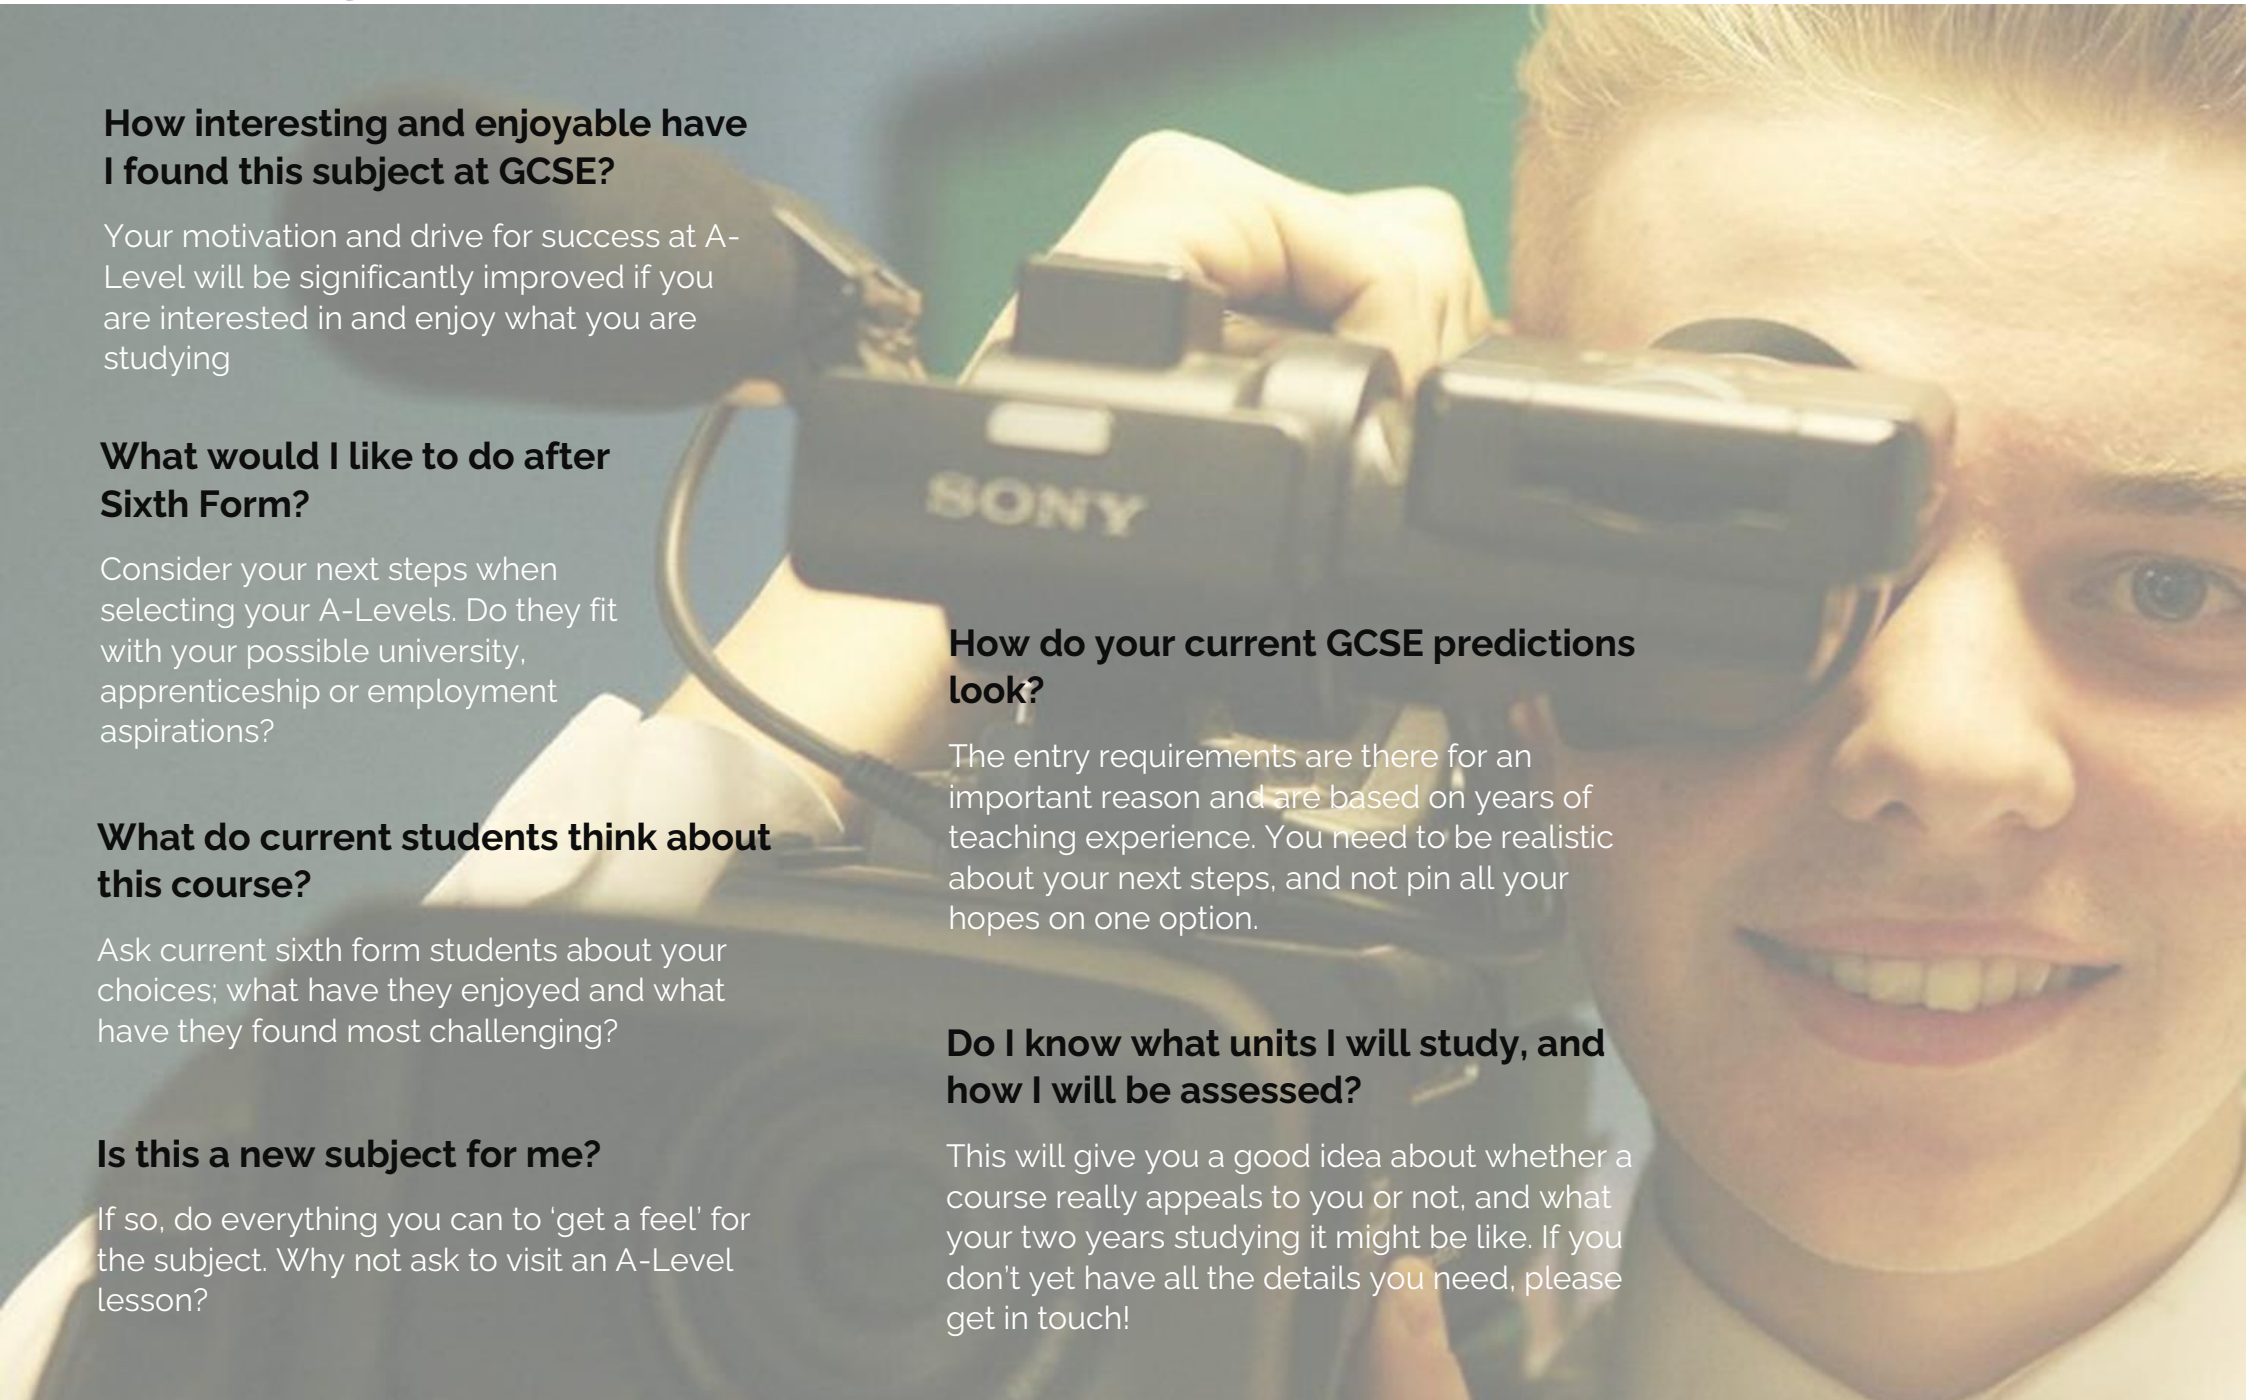 How interesting and enjoyable have
I found this subject at GCSE?
Your motivation and drive for success at A-
Level will be significantly improved if you
are interested in and enjoy what you are
studying
What would I like to do after
Sixth Form?
Consider your next steps when
selecting your A-Levels. Do they fit
with your possible university,
apprenticeship or employment
aspirations?
What do current students think about
this course?
Ask current sixth form students about your
choices; what have they enjoyed and what
have they found most challenging?
Is this a new subject for me?
If so, do everything you can to ‘get a feel’ for
the subject. Why not ask to visit an A-Level
lesson?
SONY
How do your current GCSE predictions
look?
The entry requirements are there for an
important reason and are based on years of
teaching experience. You need to be realistic
about your next steps, and not pin all your
hopes on one option.
Do I know what units I will study, and
how I will be assessed?
This will give you a good idea about whether a
course really appeals to you or not, and what
your two years studying it might be like. If you
don't yet have all the details you need, please
get in touch!